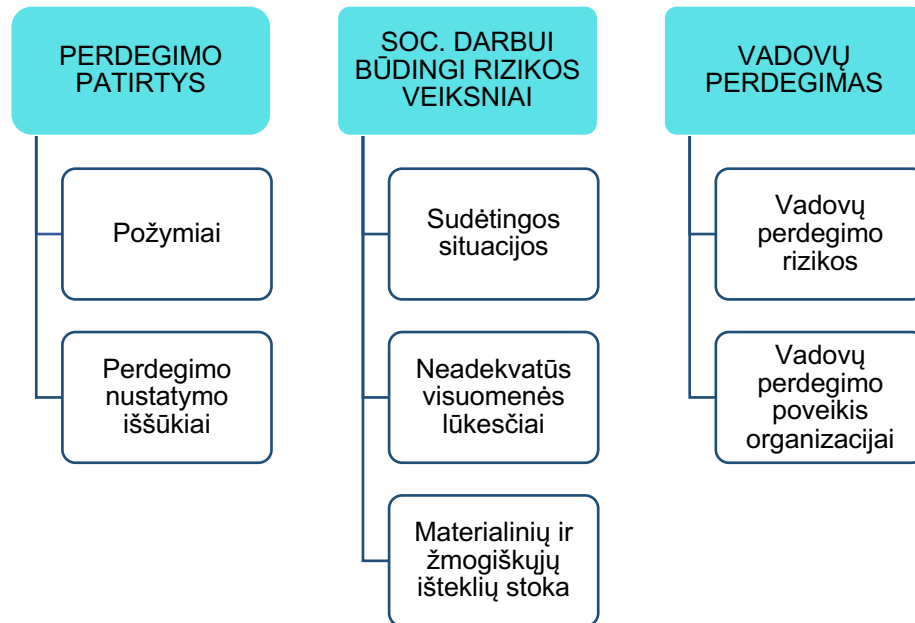 PERDEGIMO
PATIRTYS
Požymiai
Perdegimo
nustatymo
iššūkiai
SOC. DARBUI
BŪDINGI RIZIKOS
VEIKSNIAI
Sudėtingos
situacijos
Neadekvatūs
visuomenės
lūkesčiai
Materialinių ir
žmogiškųjų
išteklių stoka
VADOVŲ
PERDEGIMAS
Vadovų
perdegimo
rizikos
Vadovų
perdegimo
poveikis
organizacijai